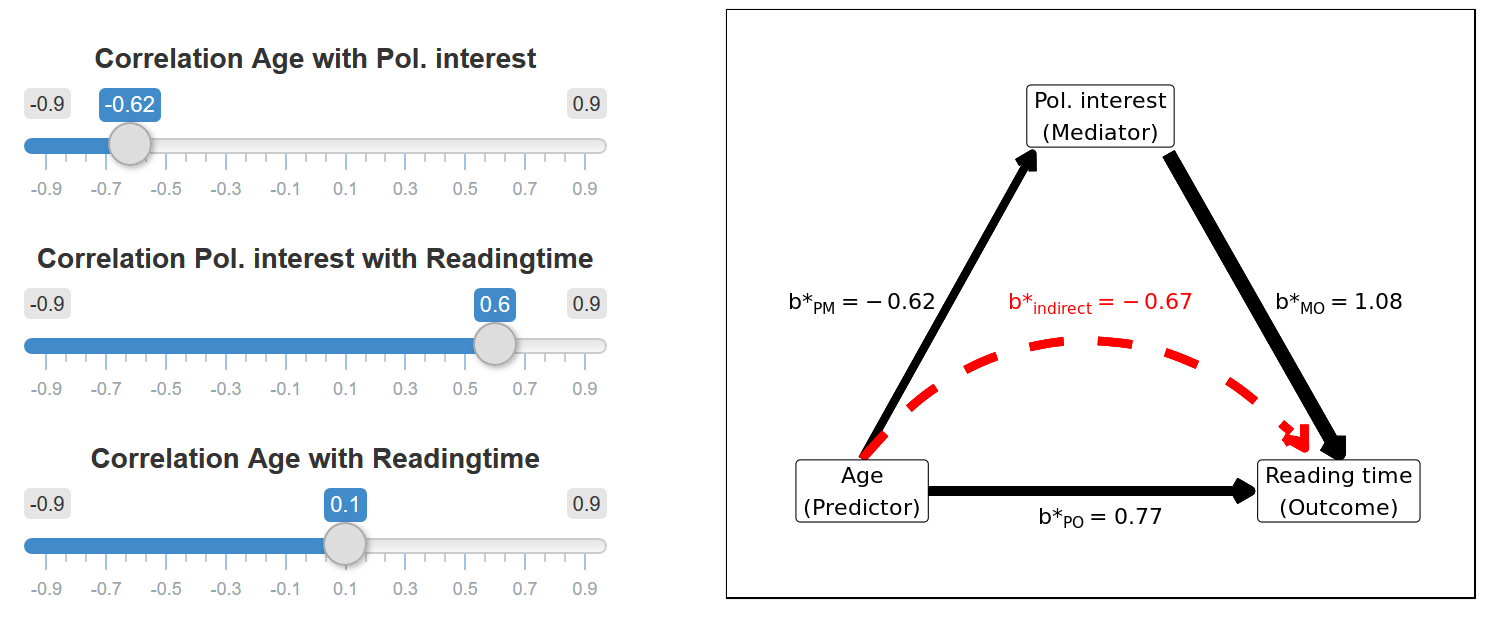 Correlation Age with Pol. interest
-0.9 -0.62 0.9
-0.9 -0.7 -0.5 -0.3 -0.1 0.1 0.3 0.5 0.7 0.9
Correlation Pol. interest with Readingtime
-0.9 0.6 0.9
-0.9 -0.7 -0.5 -0.3 -0.1 0.1 0.3 0.5 0.7 0.9
Correlation Age with Readingtime
-0.9 0.1 0.9
-0.9 -0.7 -0.5 -0.3 -0.1 0.1 0.3 0.5 0.7 0.9
Pol. interest
(Mediator)
b*PM = − 0.62
b*indirect = − 0.67
b*MO = 1.08
Age
(Predictor)
Reading time
(Outcome)
b*PO = 0.77